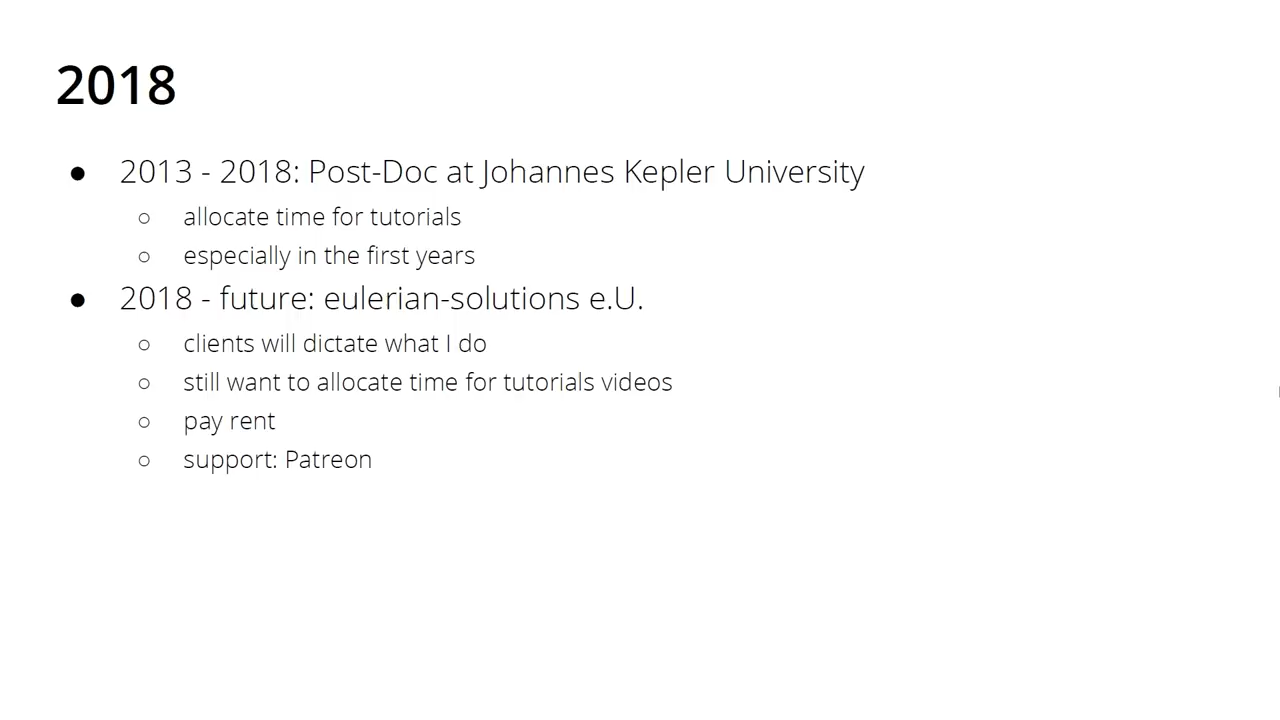 2018
● 2013 - 2018: Post-Doc at Johannes Kepler University
○ allocate time for tutorials
○ especially in the first years
● 2018 - future: eulerian-solutions e.U.
○ clients will dictate what I do
○ still want to allocate time for tutorials videos
○ pay rent
○ support: Patreon